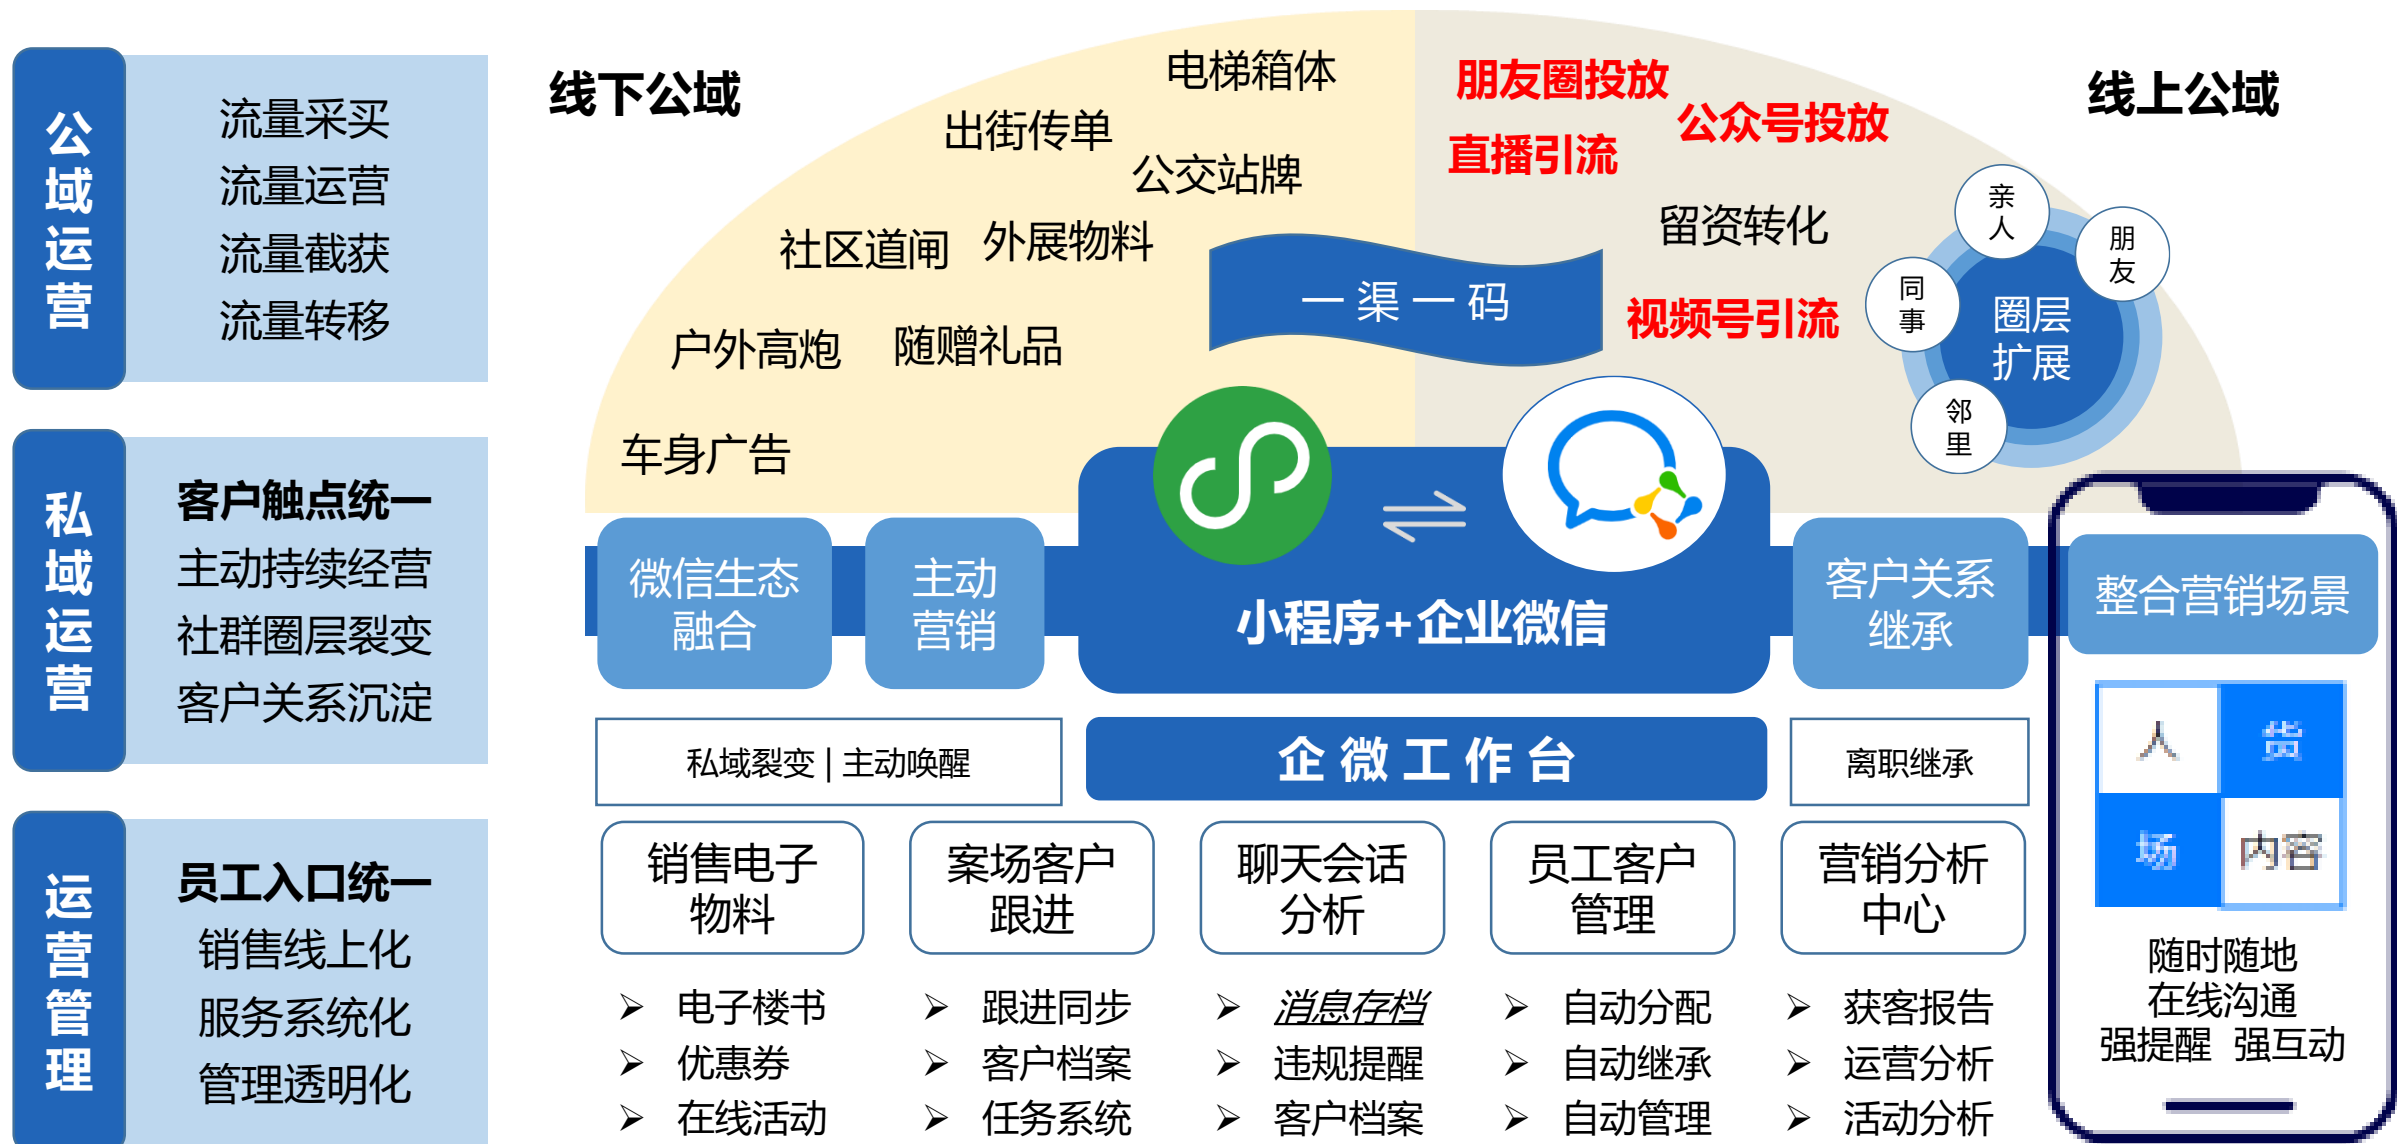 公域运营
流量采买
流量运营
流量截获
流量转移
私域运营
客户触点统一
主动持续经营
社群圈层裂变
客户关系沉淀
运营管理
员工入口统一
销售线上化
服务系统化
管理透明化
线下公域
电梯箱体
出街传单
公交站牌
社区道闸
外展物料
户外高炮
随赠礼品
车身广告
线上公域
朋友圈投放
公众号投放
直播引流
留资转化
视频号引流
一渠一码
亲人
朋友
同事
邻里
圈层
扩展
微信生态
融合
主动
营销
小程序+企业微信
客户关系
继承
整合营销场景
私域裂变 | 主动唤醒
企微工作台
离职继承
销售电子
物料
电子楼书
优惠券
在线活动
案场客户
跟进
跟进同步
客户档案
任务系统
聊天会话
分析
消息存档
违规提醒
客户档案
员工客户
管理
自动分配
自动继承
自动管理
营销分析
中心
获客报告
运营分析
活动分析
人
货
场
内容
随时随地
在线沟通
强提醒 强互动